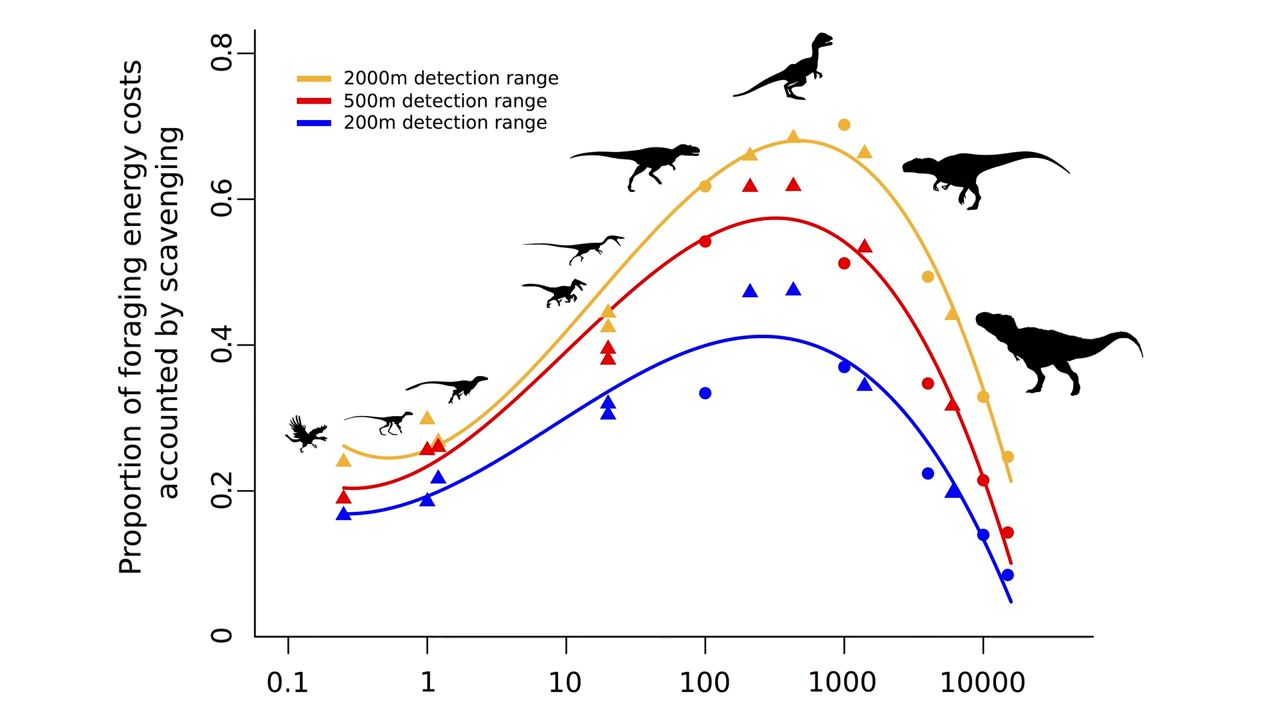 Proportion of foraging energy costs
accounted by scavenging
0.8
0.6
0.4
0.2
0
2000m detection range
500m detection range
200m detection range
0.1 1 10 100 1000 10000